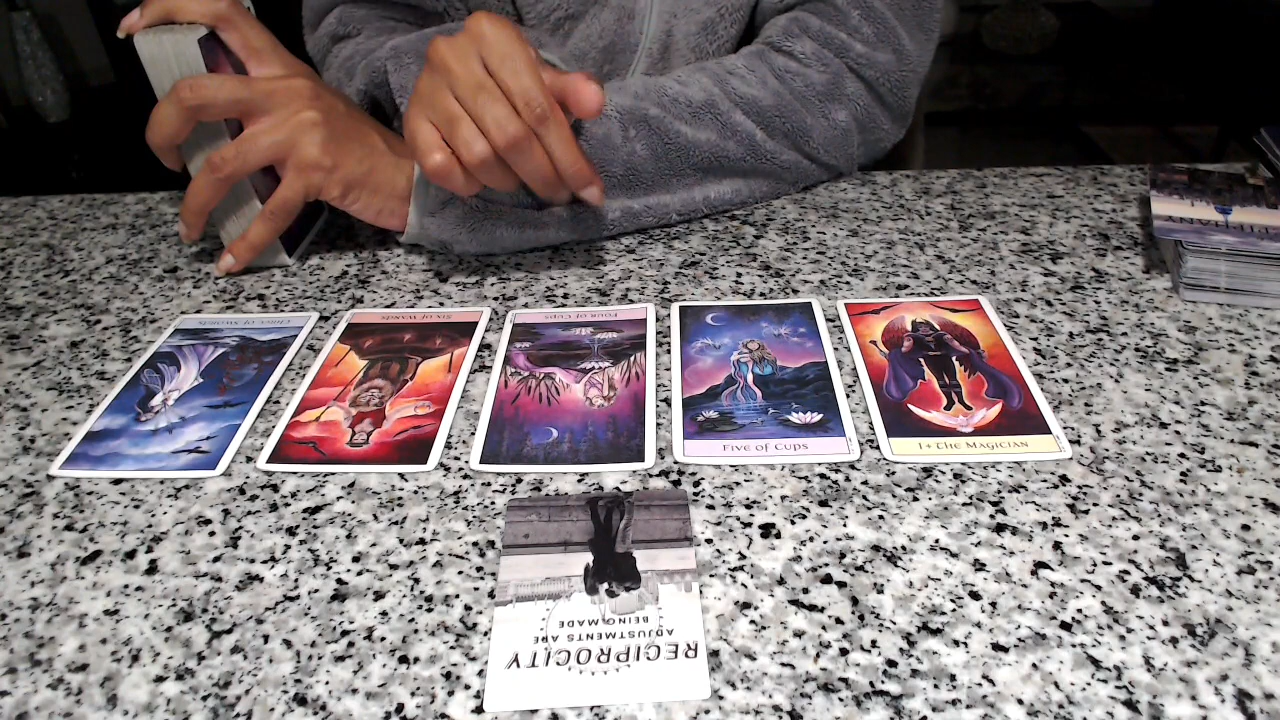 THREE OF SWORDS
SIX OF WANDS
FOUR OF CUPS
FIVE OF CUPS
I + THE MAGICIAN
RECIPROCITY
ADJUSTMENTS ARE
BEING MADE